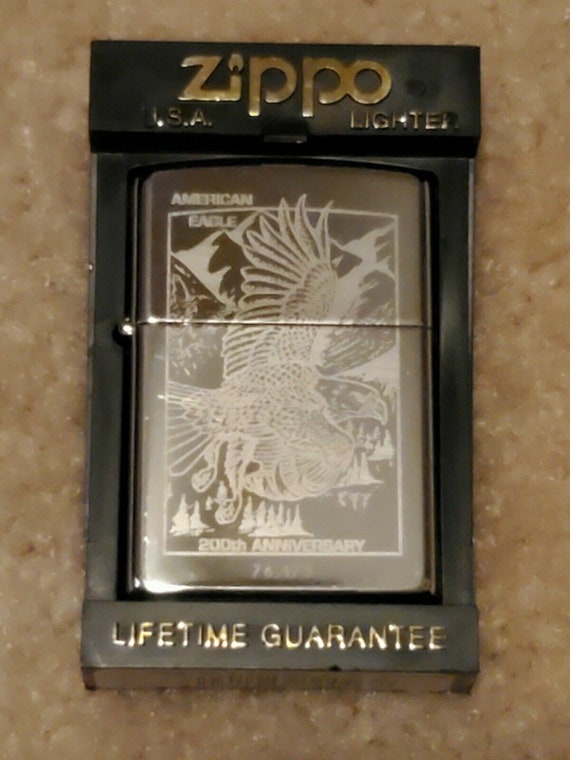 Zippo
U.S.A. LIGHTER
AMERICAN
EAGLE
200th ANNIVERSARY
LIFETIME GUARANTEE